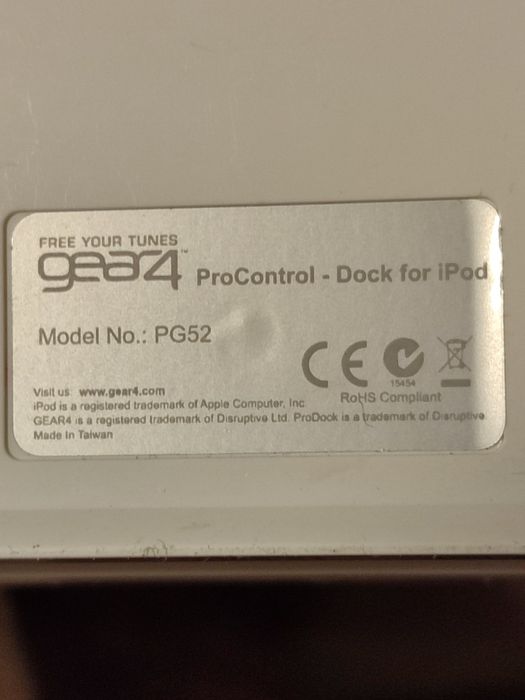 FREE YOUR TUNES
gear4™ ProControl - Dock for iPod
Model No.: PG52
CE
15454
RoHS Compliant
Visit us: www.gear4.com
iPod is a registered trademark of Apple Computer, Inc
GEAR4 is a registered trademark of Disruptive Ltd. ProDock is a trademark of Disruptive
Made In Taiwan